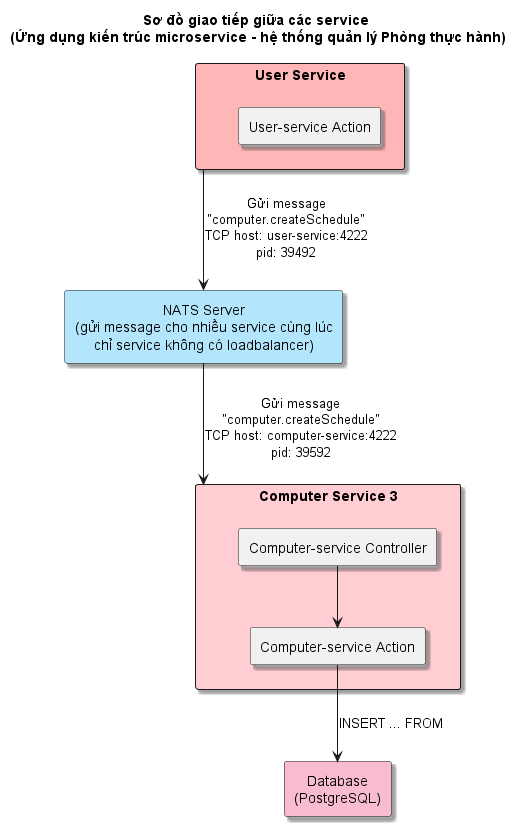 Sơ đồ giao tiếp giữa các service
(Ứng dụng kiến trúc microservice - hệ thống quản lý Phòng thực hành)
User Service
User-service Action
Gửi message
"computer.createSchedule"
TCP host: user-service:4222
pid: 39492
NATS Server
(gửi message cho nhiều service cùng lúc
chỉ service không có loadbalancer)
Gửi message
"computer.createSchedule"
TCP host: computer-service:4222
pid: 39592
Computer Service 3
Computer-service Controller
Computer-service Action
INSERT ... FROM
Database
(PostgreSQL)